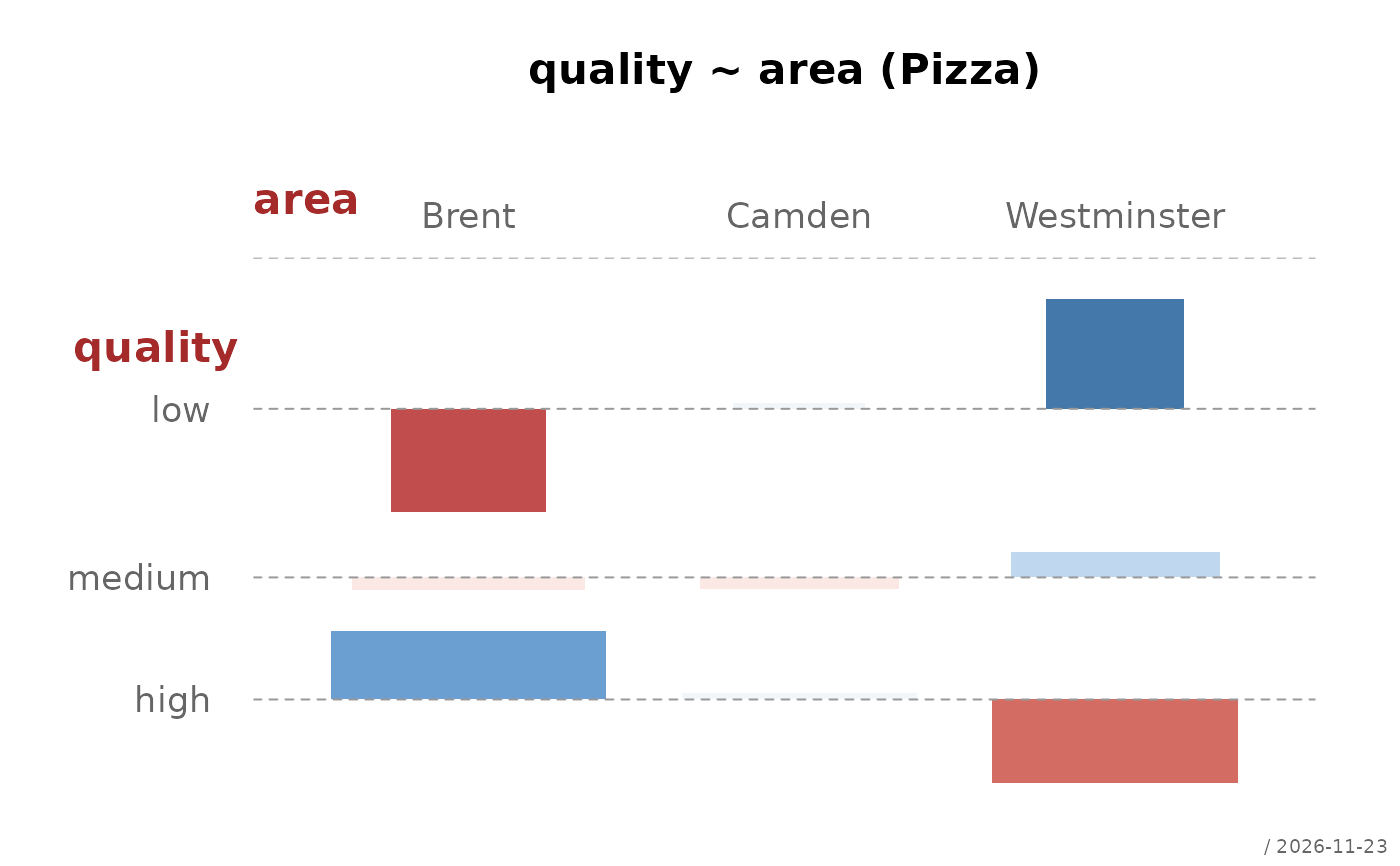 quality ~ area (Pizza)
area
Brent Camden Westminster
quality
low
medium
high
/ 2026-11-23